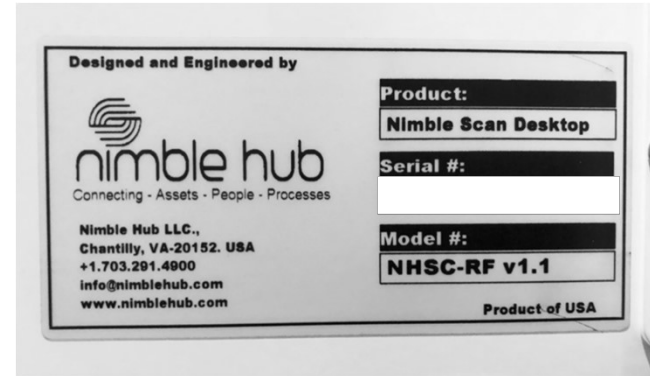 Designed and Engineered by
nimble hub
Connecting - Assets - People - Processes
Nimble Hub LLC.,
Chantilly, VA-20152. USA
+1.703.291.4900
info@nimblehub.com
www.nimblehub.com
Product:
Nimble Scan Desktop
Serial #:
Model #:
NHSC-RF v1.1
Product of USA